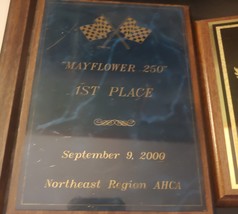 "MAYFLOWER 250"
1ST PLACE
September 9, 2000
Northeast Region AHCA